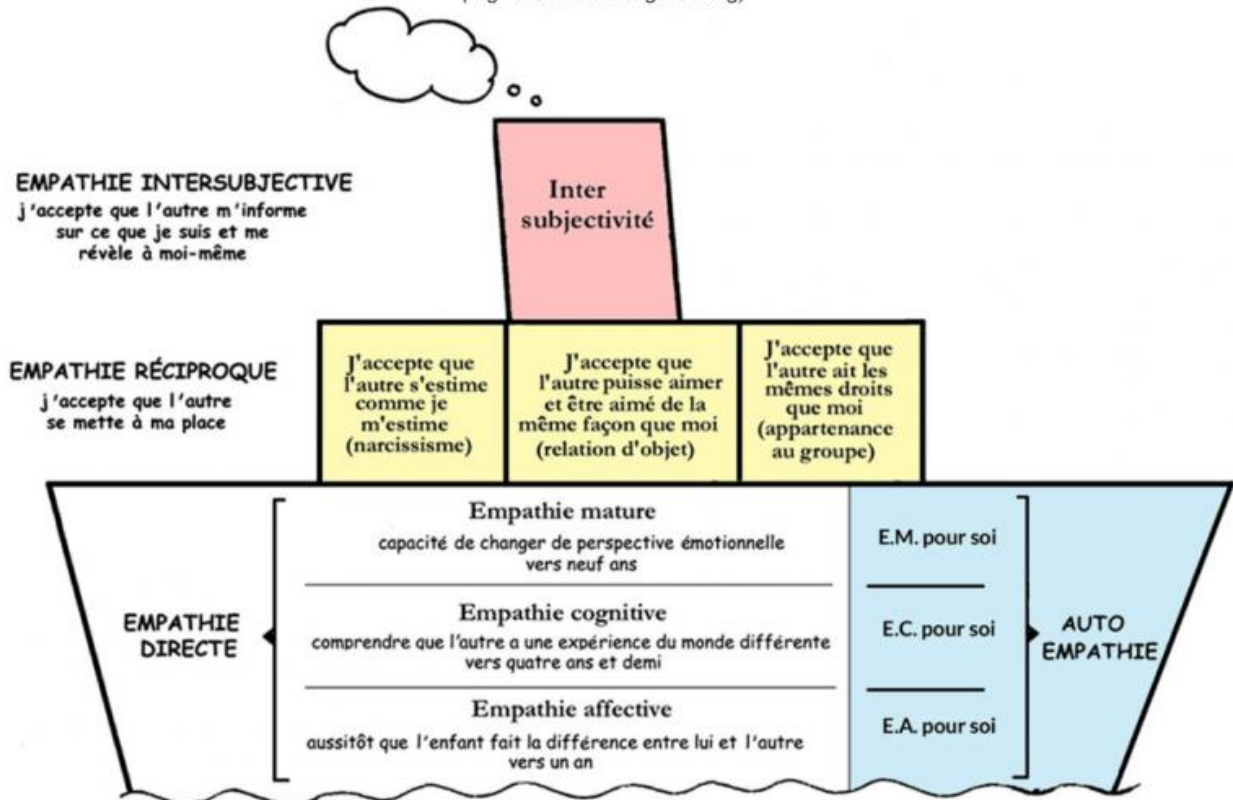 EMPATHIE INTERSUBJECTIVE
j'accepte que l'autre m'informe
sur ce que je suis et me
révèle à moi-même
Inter
subjectivité
EMPATHIE RÉCIPROQUE
j'accepte que l'autre
se mette à ma place
J'accepte que
l'autre s'estime
comme je
m'estime
(narcissisme)
J'accepte que
l'autre puisse aimer
et être aimé de la
même façon que moi
(relation d'objet)
J'accepte que
l'autre ait les
mêmes droits
que moi
(appartenance
au groupe)
EMPATHIE
DIRECTE
Empathie mature
capacité de changer de perspective émotionnelle
vers neuf ans
Empathie cognitive
comprendre que l'autre a une expérience du monde différente
vers quatre ans et demi
Empathie affective
aussitôt que l'enfant fait la différence entre lui et l'autre
vers un an
E.M. pour soi
E.C. pour soi
E.A. pour soi
AUTO
EMPATHIE